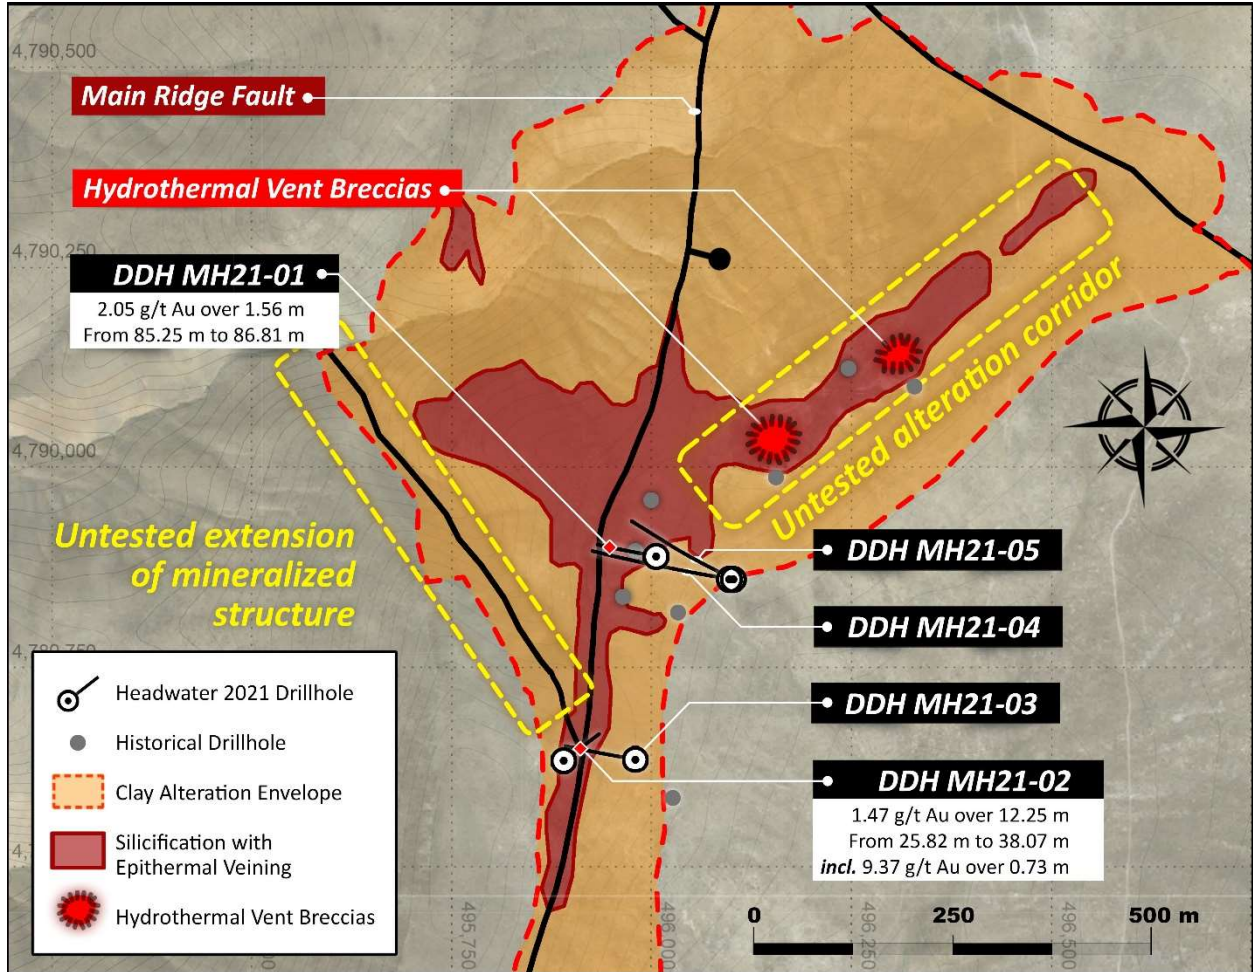 4,790,500
Main Ridge Fault
Hydrothermal Vent Breccias
4,790,250
DDH MH21-01
2.05 g/t Au over 1.56 m
From 85.25 m to 86.81 m
Untested alteration corridor
4,790,000
Untested extension
of mineralized
structure
DDH MH21-05
DDH MH21-04
DDH MH21-03
DDH MH21-02
1.47 g/t Au over 12.25 m
From 25.82 m to 38.07 m
incl. 9.37 g/t Au over 0.73 m
Headwater 2021 Drillhole
Historical Drillhole
Clay Alteration Envelope
Silicification with
Epithermal Veining
Hydrothermal Vent Breccias
495,750
496,000
496,250
496,500
0 250 500 m